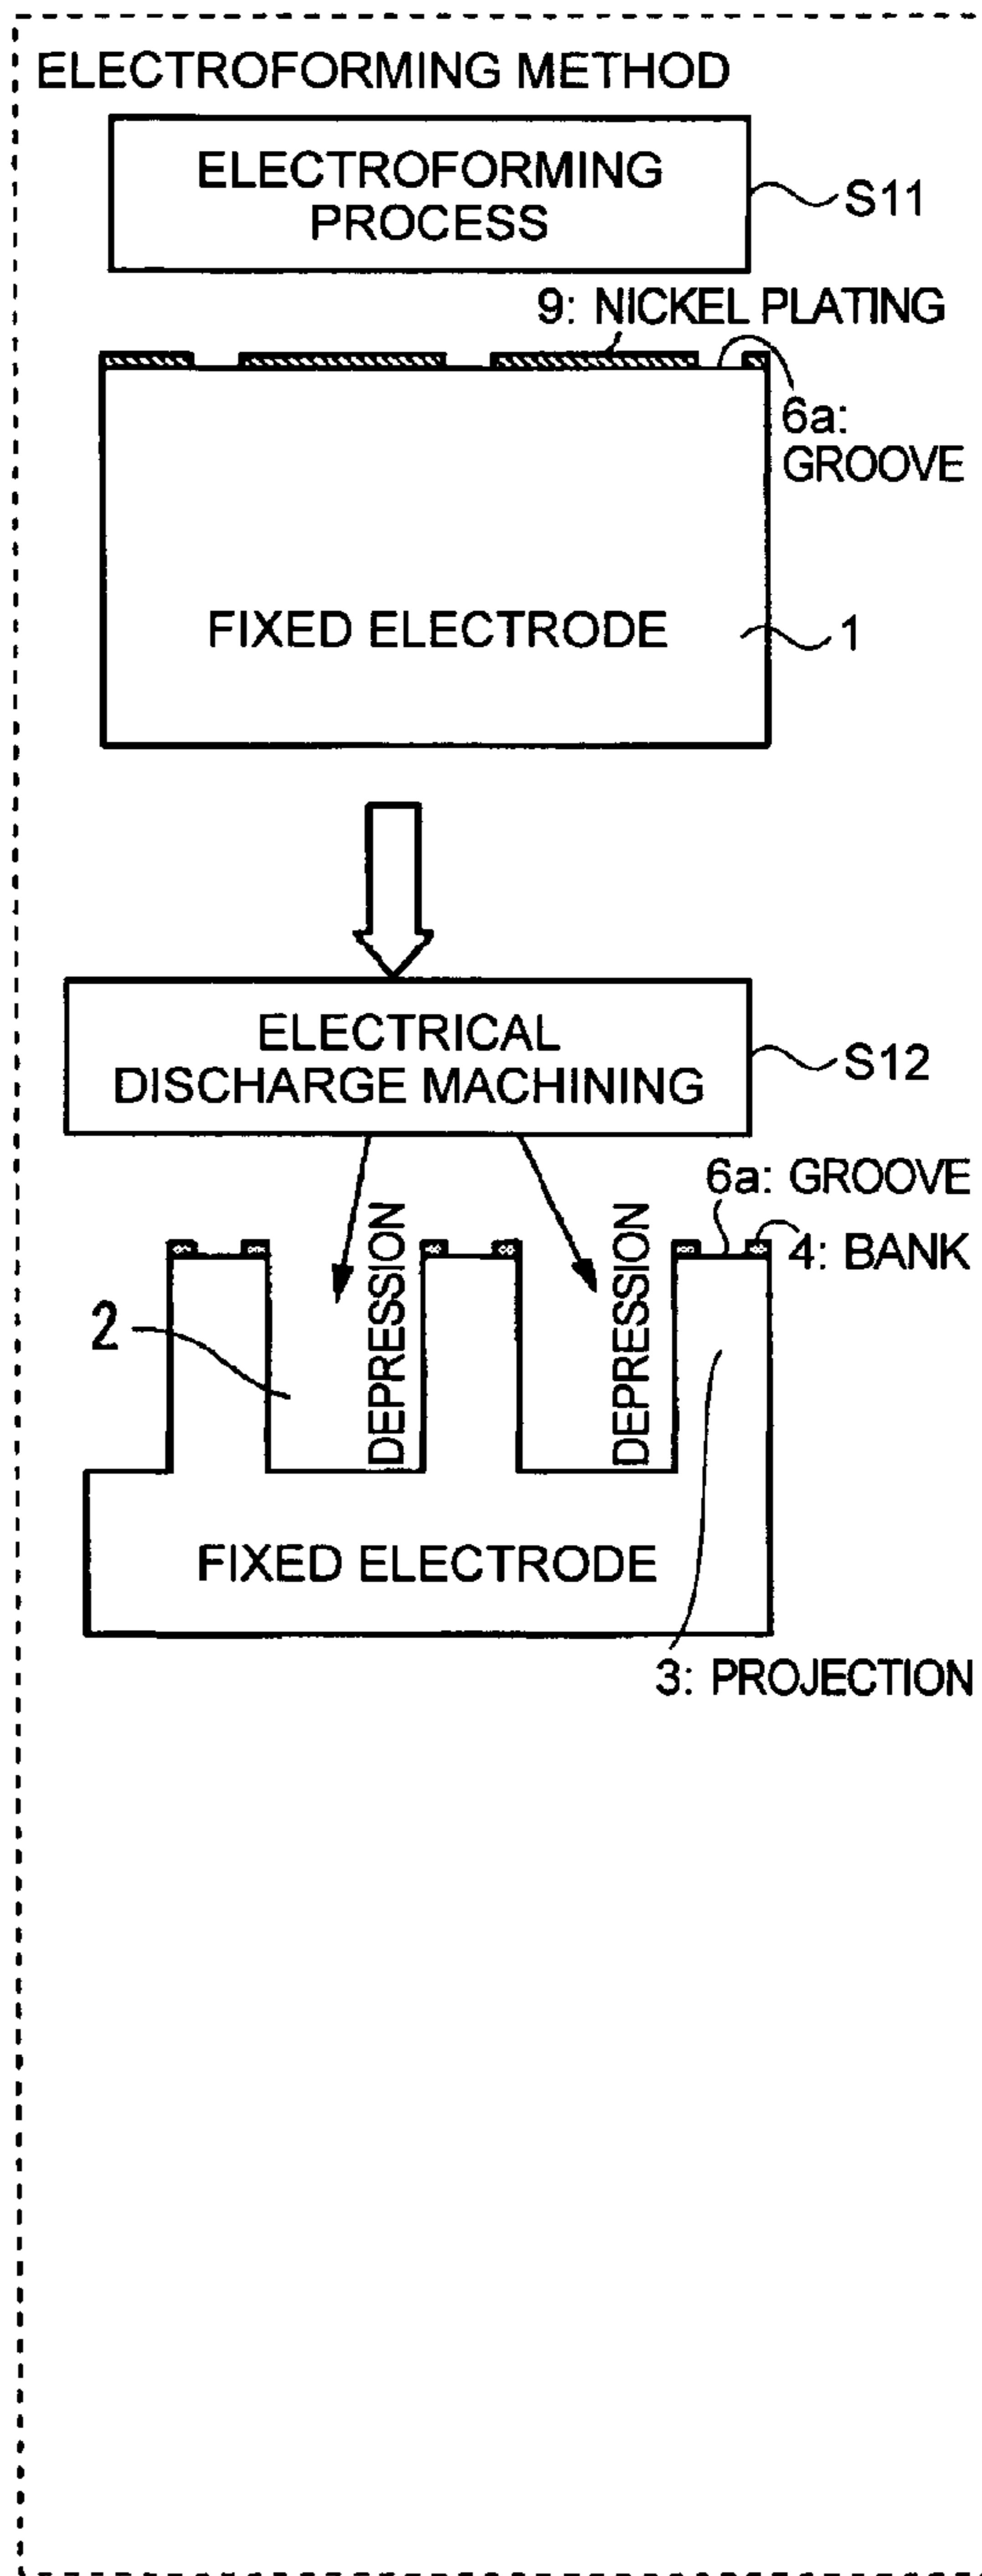 ELECTROFORMING METHOD
ELECTROFORMING
PROCESS
S11
9: NICKEL PLATING
6a:
GROOVE
FIXED ELECTRODE
1
ELECTRICAL
DISCHARGE MACHINING
S12
6a: GROOVE
4: BANK
2
DEPRESSION
DEPRESSION
FIXED ELECTRODE
3: PROJECTION